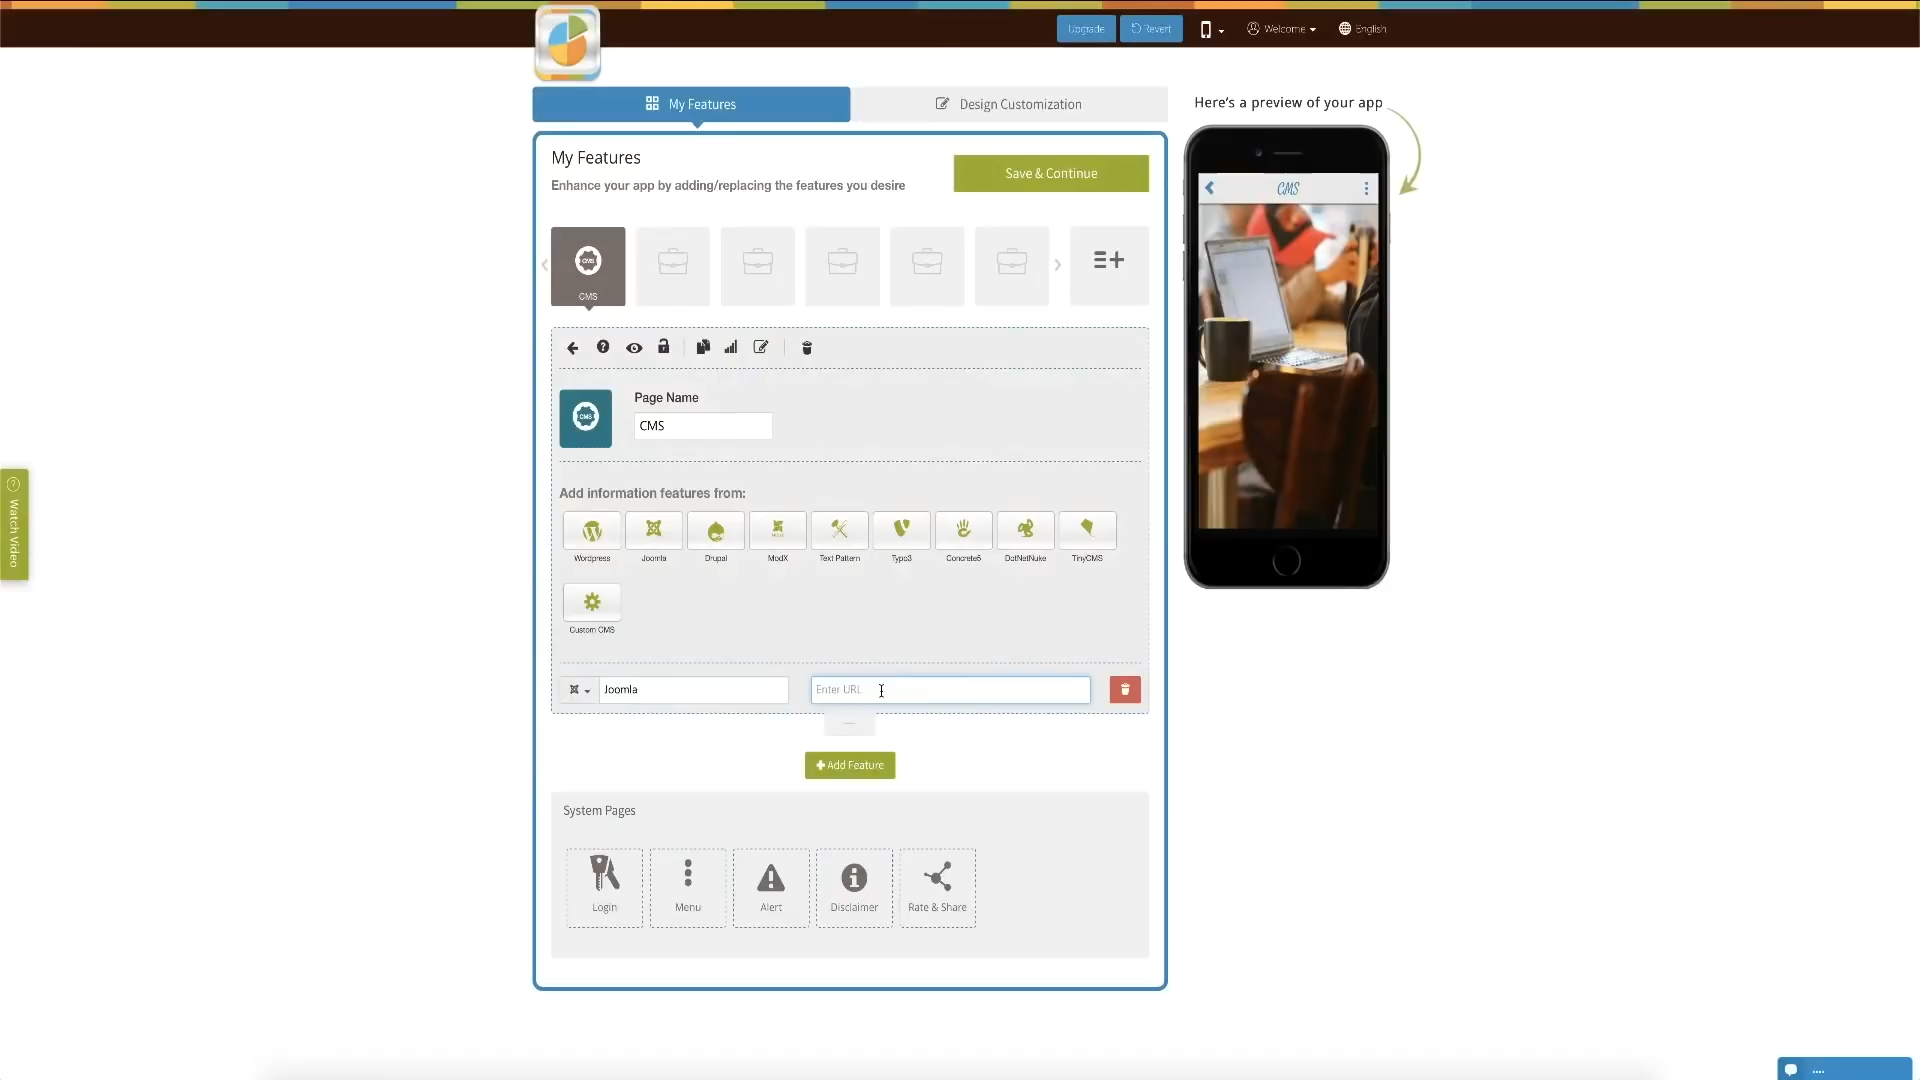 Upgrade
Revert
Welcome
English
My Features
Design Customization
Here's a preview of your app
My Features
Save & Continue
Enhance your app by adding/replacing the features you desire
CMS
CMS
CMS
Page Name
CMS
CMS
Watch Video
Add information features from:
Wordpress
Joomla
Drupal
ModX
Text Pattern
Typo3
Concrete5
DotNetNuke
TinyCMS
Custom CMS
Joomla
Enter URL
Add Feature
System Pages
Login
Menu
Alert
Disclaimer
Rate & Share
....